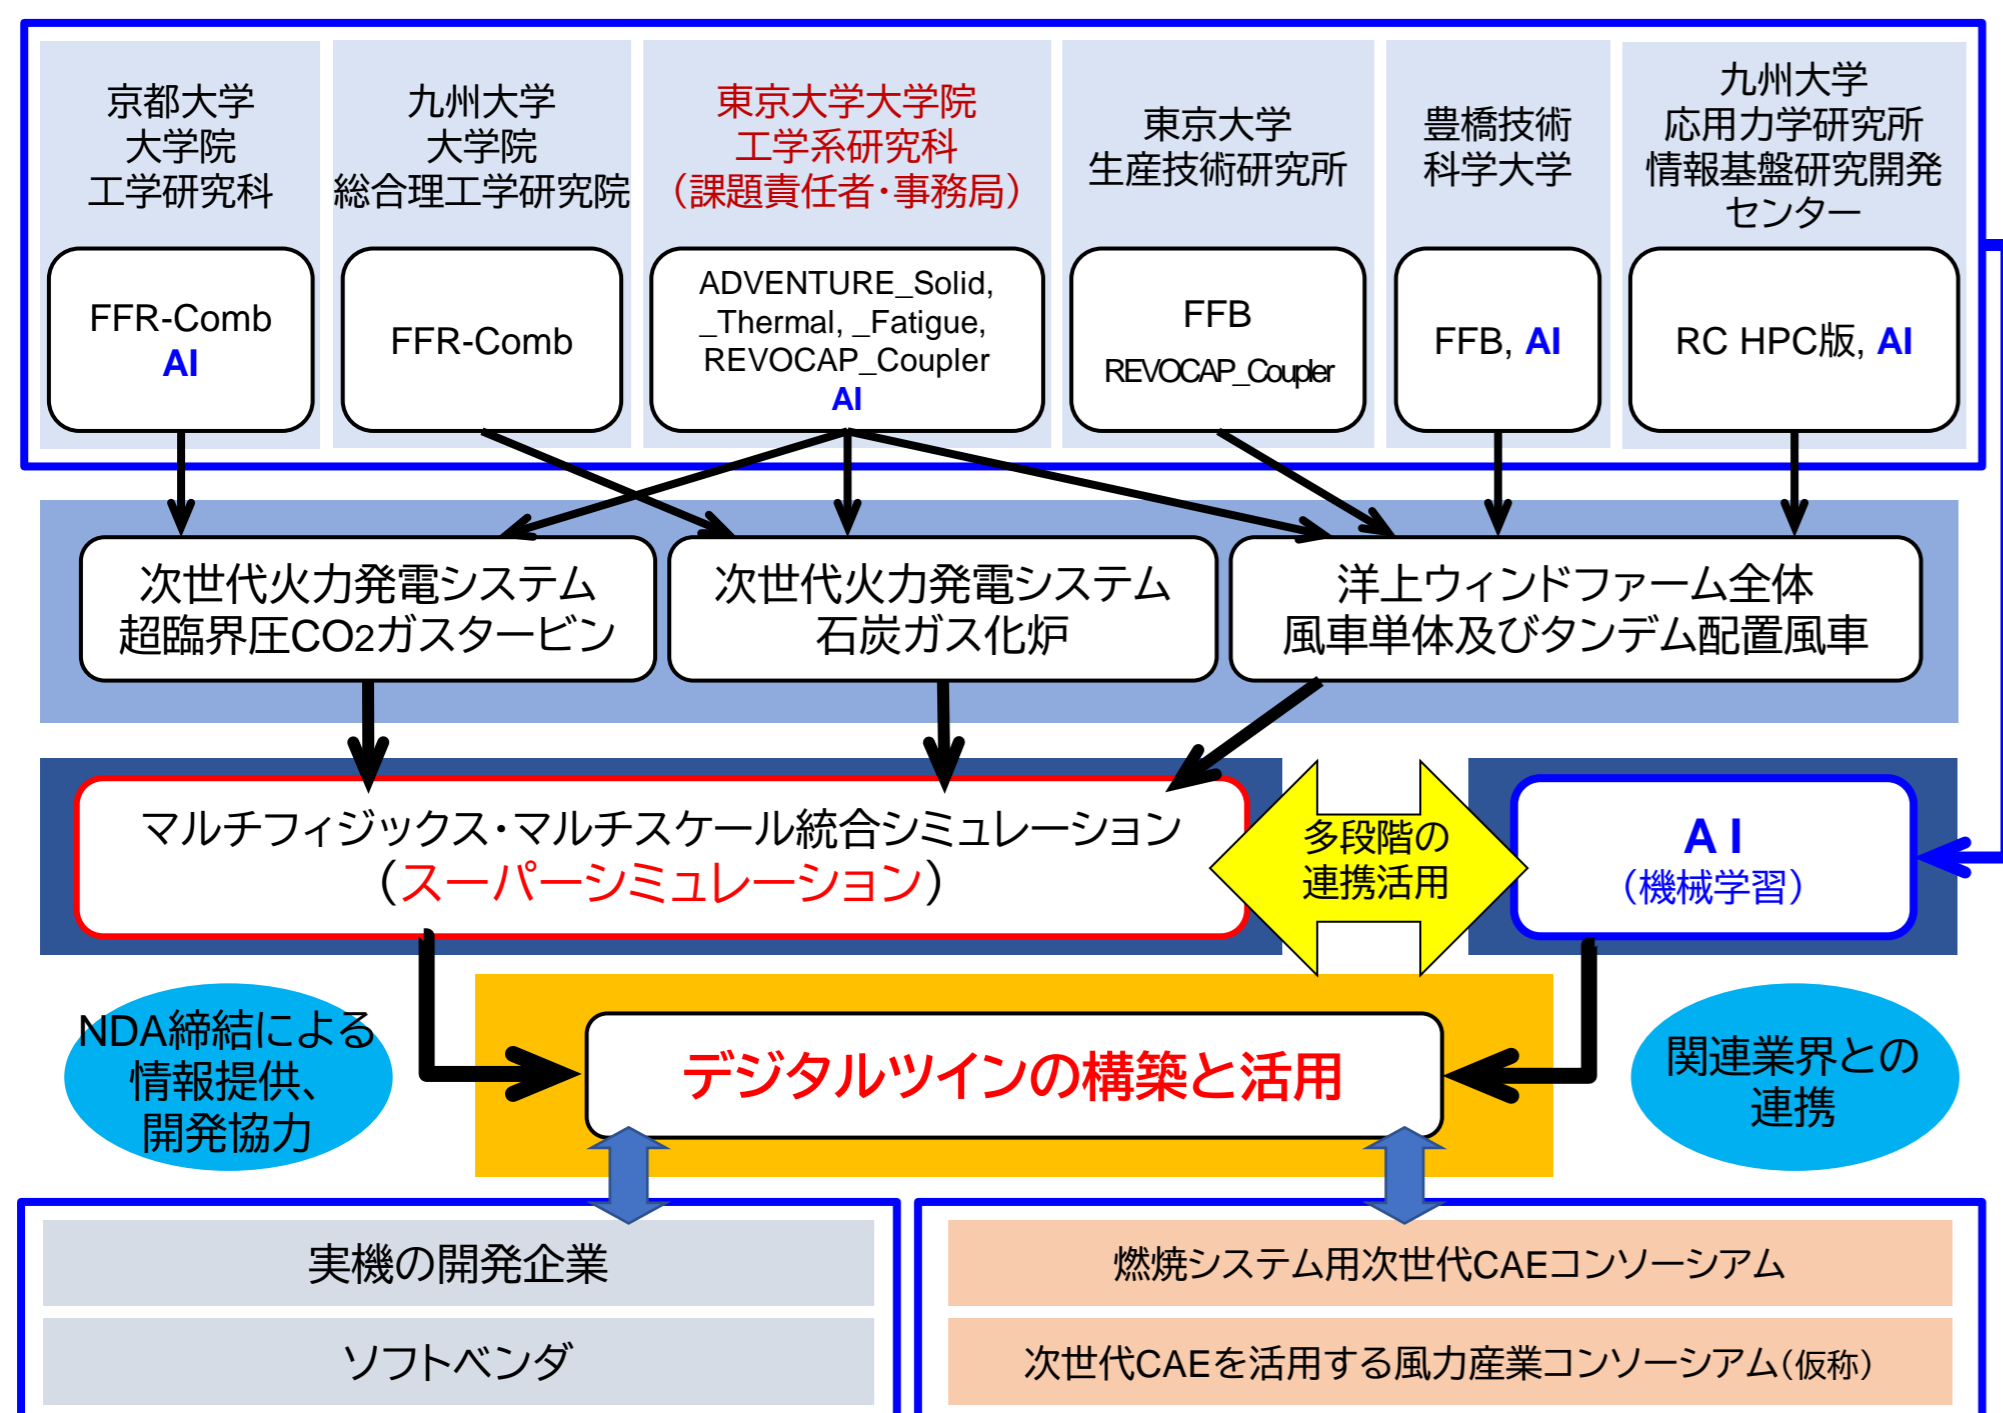 京都大学
大学院
工学研究科
九州大学
大学院
総合理工学研究院
東京大学大学院
工学系研究科
（課題責任者・事務局）
東京大学
生産技術研究所
豊橋技術
科学大学
九州大学
応用力学研究所
情報基盤研究開発
センター
FFR-Comb
AI
FFR-Comb
ADVENTURE_Solid,
_Thermal, _Fatigue,
REVOCAP_Coupler
AI
FFB
REVOCAP_Coupler
FFB, AI
RC HPC版, AI
次世代火力発電システム
超臨界圧CO2ガスタービン
次世代火力発電システム
石炭ガス化炉
洋上ウィンドファーム全体
風車単体及びタンデム配置風車
マルチフィジックス・マルチスケール統合シミュレーション
（スーパーシミュレーション）
多段階の
連携活用
A I
（機械学習）
NDA締結による
情報提供、
開発協力
デジタルツインの構築と活用
関連業界との
連携
実機の開発企業
ソフトベンダ
燃焼システム用次世代CAEコンソーシアム
次世代CAEを活用する風力産業コンソーシアム（仮称）